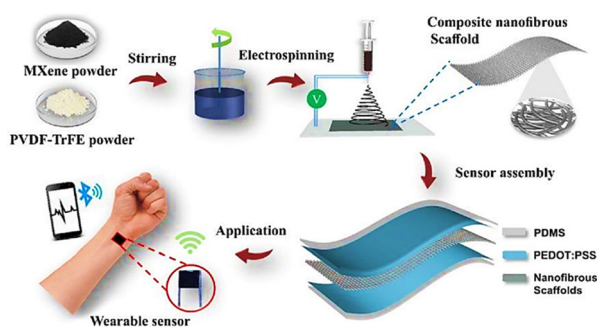 MXene powder
PVDF-TrFE powder
Stirring
Electrospinning
V
Composite nanofibrous
Scaffold
Sensor assembly
PDMS
PEDOT:PSS
Nanofibrous
Scaffolds
Application
Wearable sensor